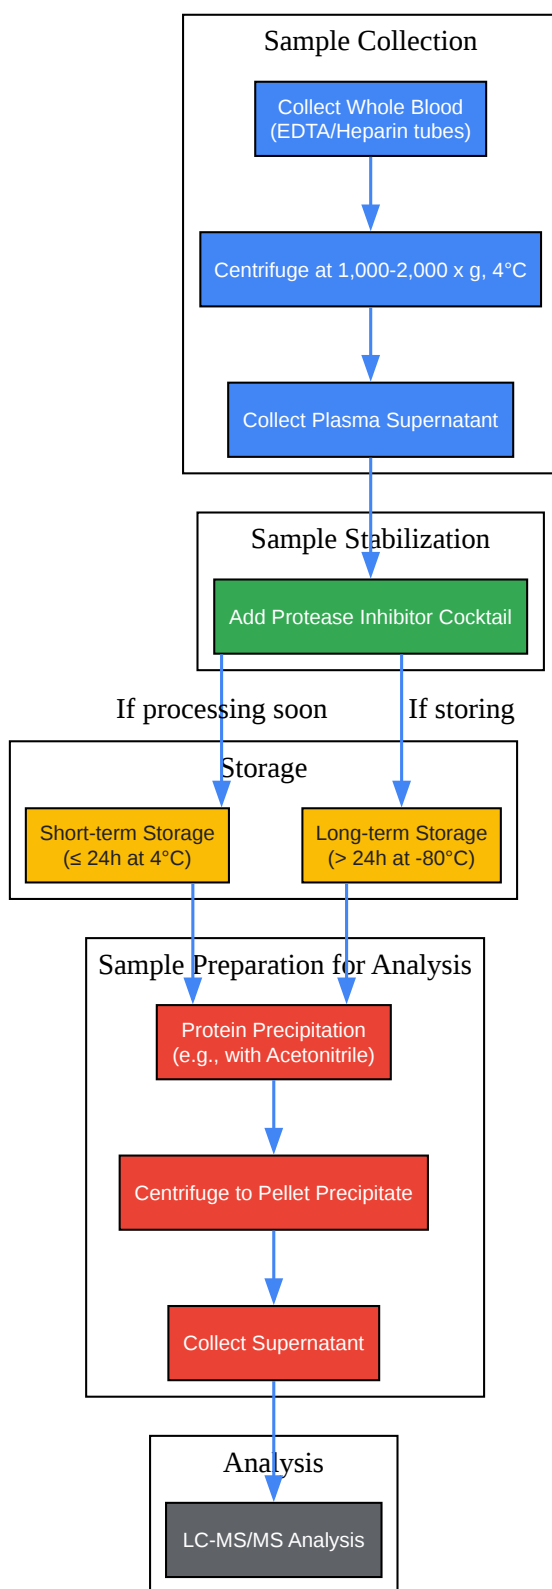 Sample Collection
Collect Whole Blood
(EDTA/Heparin tubes)
Centrifuge at 1,000-2,000 x g, 4°C
Collect Plasma Supernatant
Sample Stabilization
Add Protease Inhibitor Cocktail
If processing soon
If storing
Storage
Short-term Storage
(≤ 24h at 4°C)
Long-term Storage
(> 24h at -80°C)
Sample Preparation for Analysis
Protein Precipitation
(e.g., with Acetonitrile)
Centrifuge to Pellet Precipitate
Collect Supernatant
Analysis
LC-MS/MS Analysis